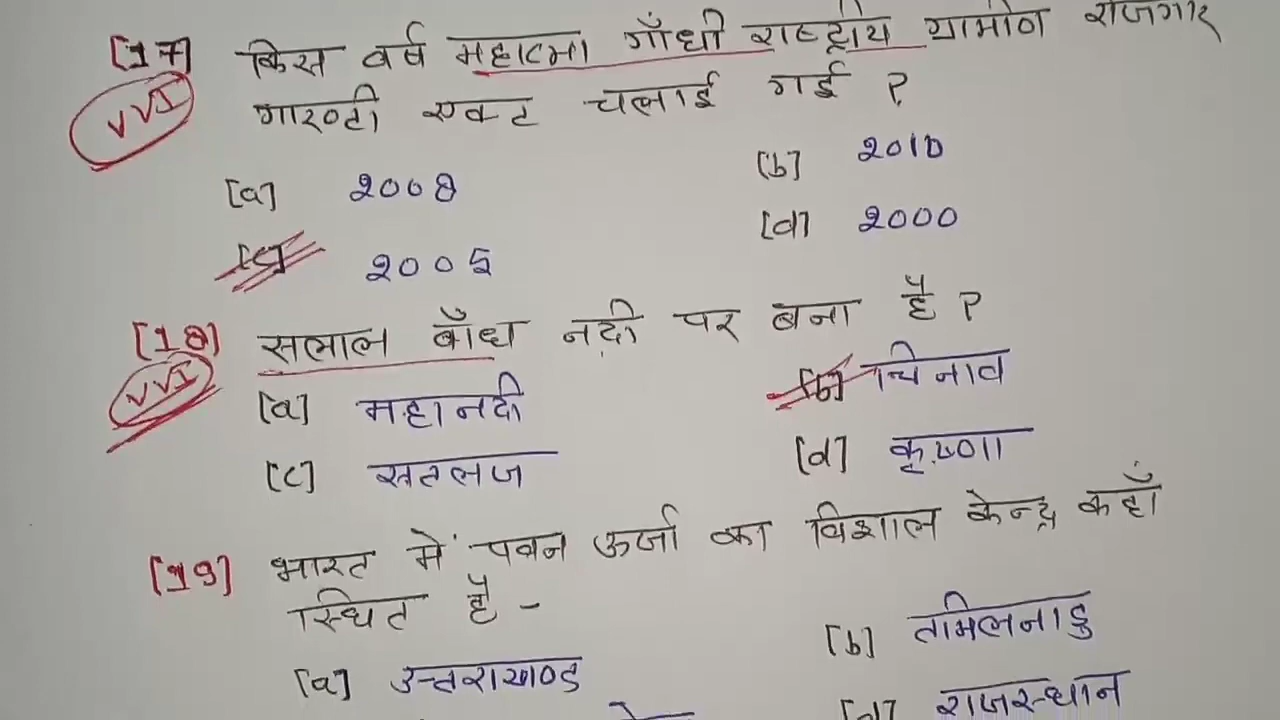 [17] किस वर्ष महात्मा गाँधी राष्ट्रीय ग्रामीण रोजगार
VVI गारण्टी एक्ट चलाई गई ?
[a] 2008 [b] 2010
[c] 2005 [d] 2000
[18] सलाल बाँध नदी पर बना है ?
VVI [a] महानदी [b] चिनाव
[c] सतलज [d] कृष्णा
[19] भारत में पवन ऊर्जा का विशाल केन्द्र कहाँ
स्थित है -
[a] उत्तराखण्ड [b] तमिलनाडु
[d] राजस्थान